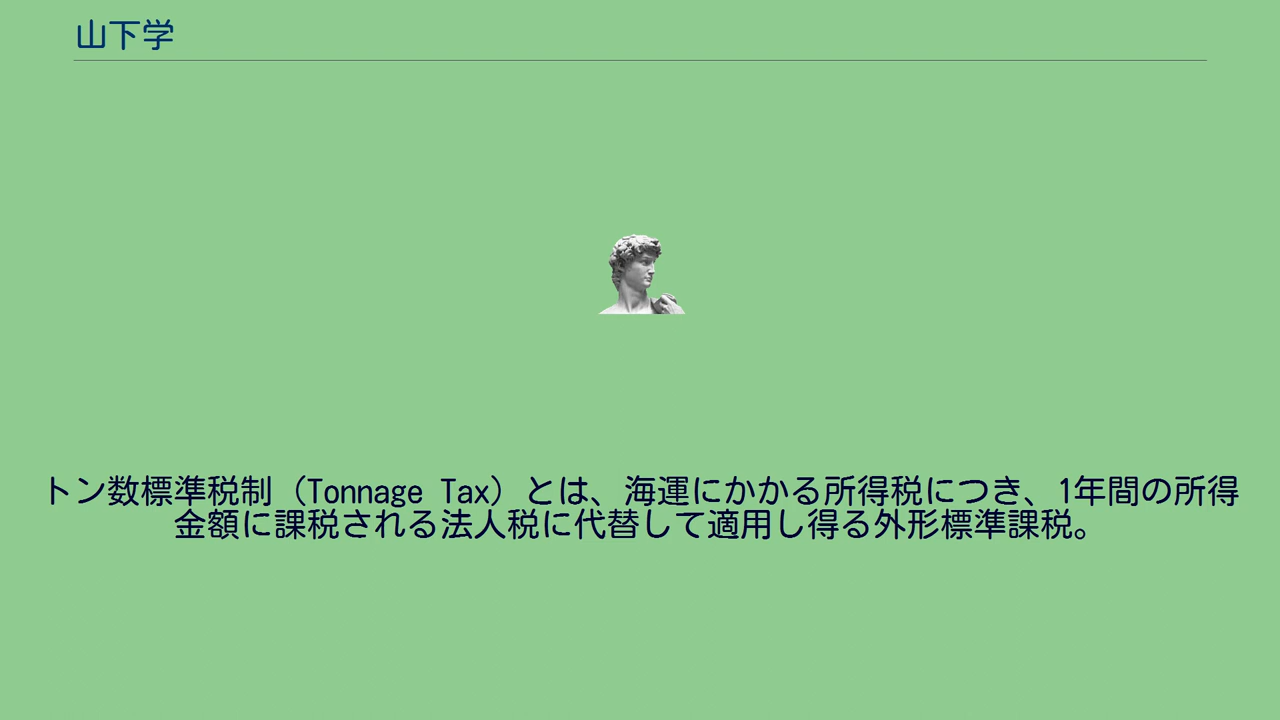 山下学
トン数標準税制（Tonnage Tax）とは、海運にかかる所得税につき、1年間の所得
金額に課税される法人税に代替して適用し得る外形標準課税。